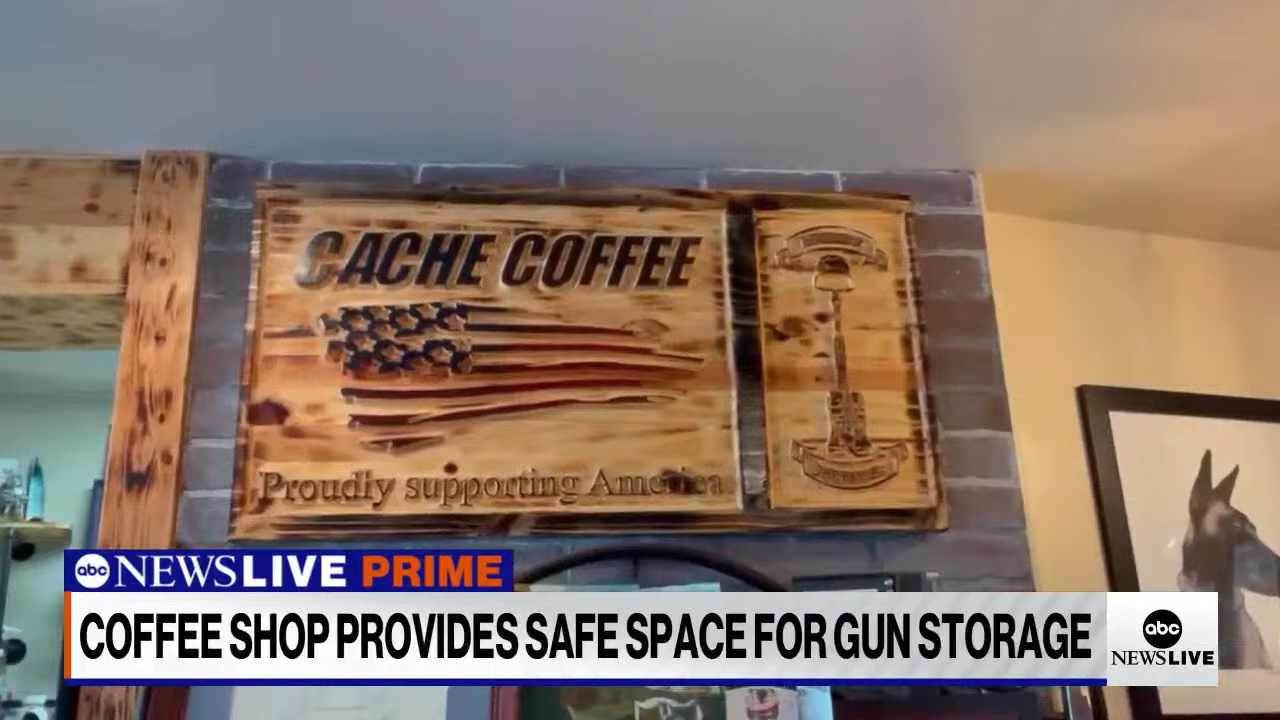 CACHE COFFEE
Proudly supporting America
abc NEWS LIVE PRIME
COFFEE SHOP PROVIDES SAFE SPACE FOR GUN STORAGE
abc
NEWS LIVE